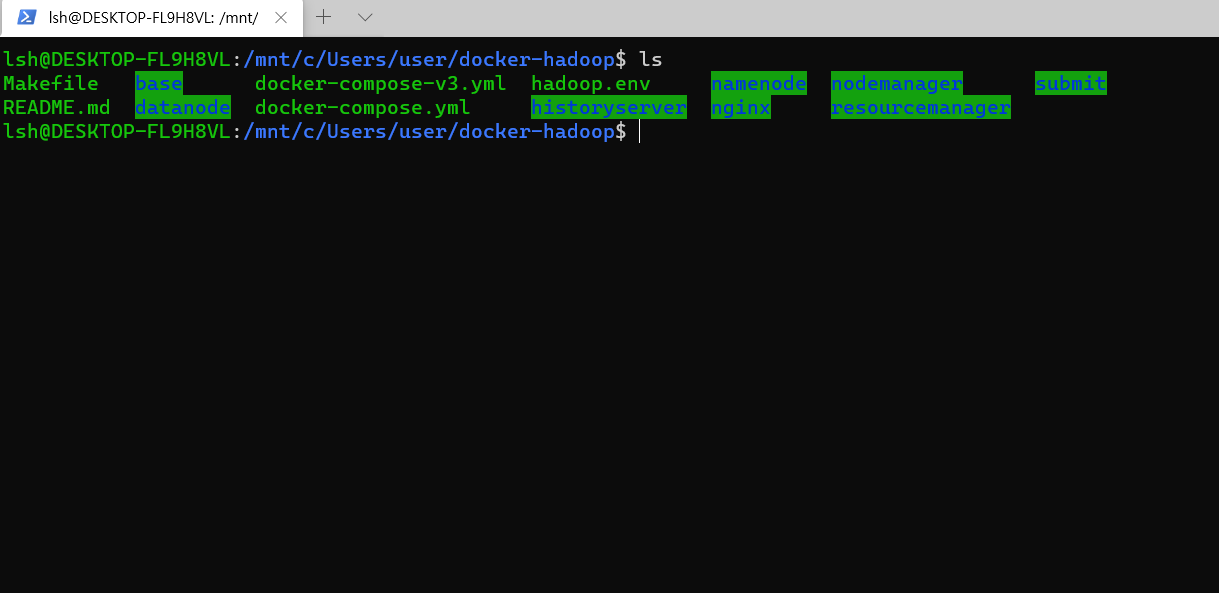 lsh@DESKTOP-FL9H8VL: /mnt/
lsh@DESKTOP-FL9H8VL:/mnt/c/Users/user/docker-hadoop$ ls
Makefile base docker-compose-v3.yml hadoop.env namenode nodemanager submit
README.md datanode docker-compose.yml historyserver nginx resourcemanager
lsh@DESKTOP-FL9H8VL:/mnt/c/Users/user/docker-hadoop$